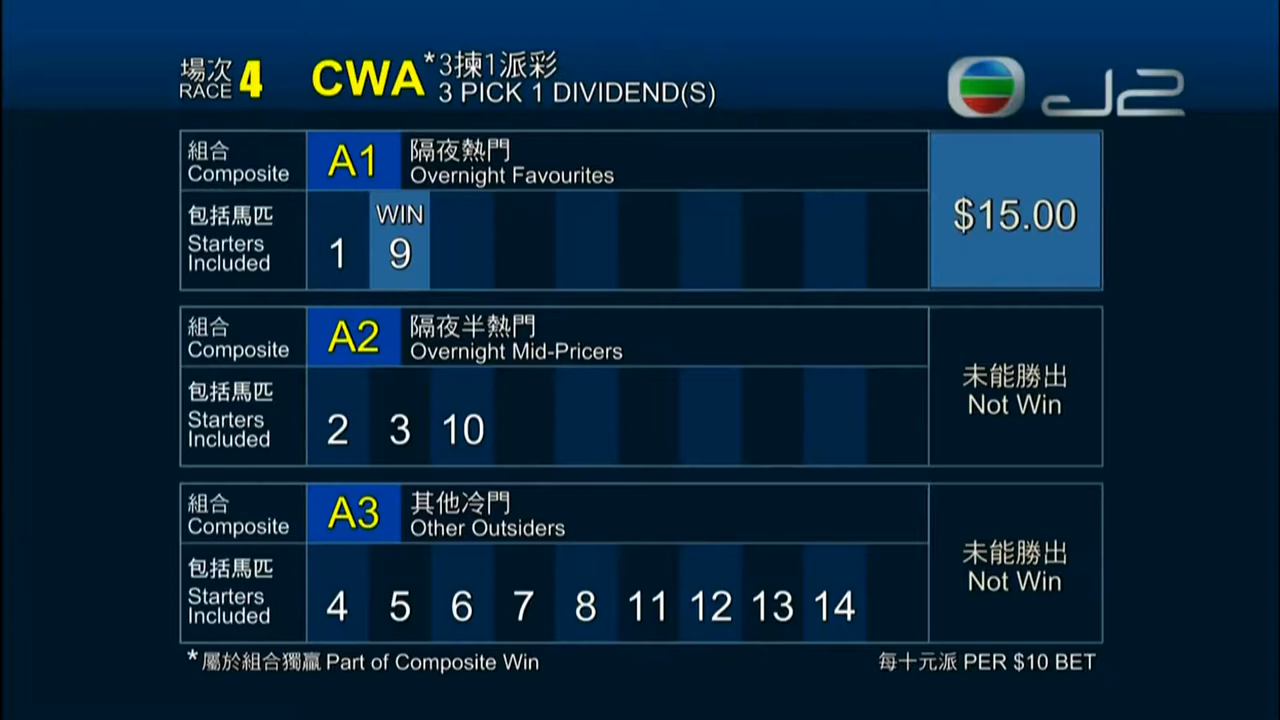 場次 4 CWA *3揀1派彩
RACE 3 PICK 1 DIVIDEND(S)
J2
組合 A1 隔夜熱門
Composite Overnight Favourites
包括馬匹 WIN
Starters Included 1 9
$15.00
組合 A2 隔夜半熱門
Composite Overnight Mid-Pricers
包括馬匹
Starters Included 2 3 10
未能勝出
Not Win
組合 A3 其他冷門
Composite Other Outsiders
包括馬匹
Starters Included 4 5 6 7 8 11 12 13 14
未能勝出
Not Win
*屬於組合獨贏 Part of Composite Win
每十元派 PER $10 BET